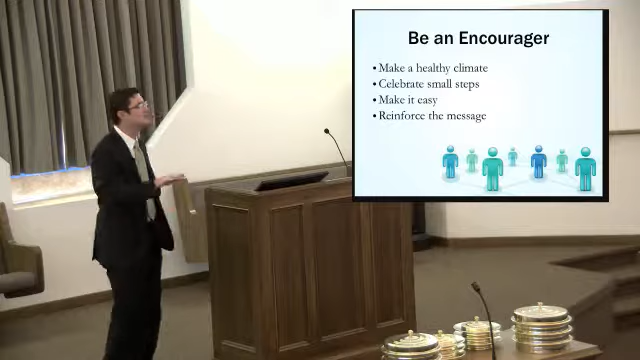 Be an Encourager
• Make a healthy climate
• Celebrate small steps
• Make it easy
• Reinforce the message